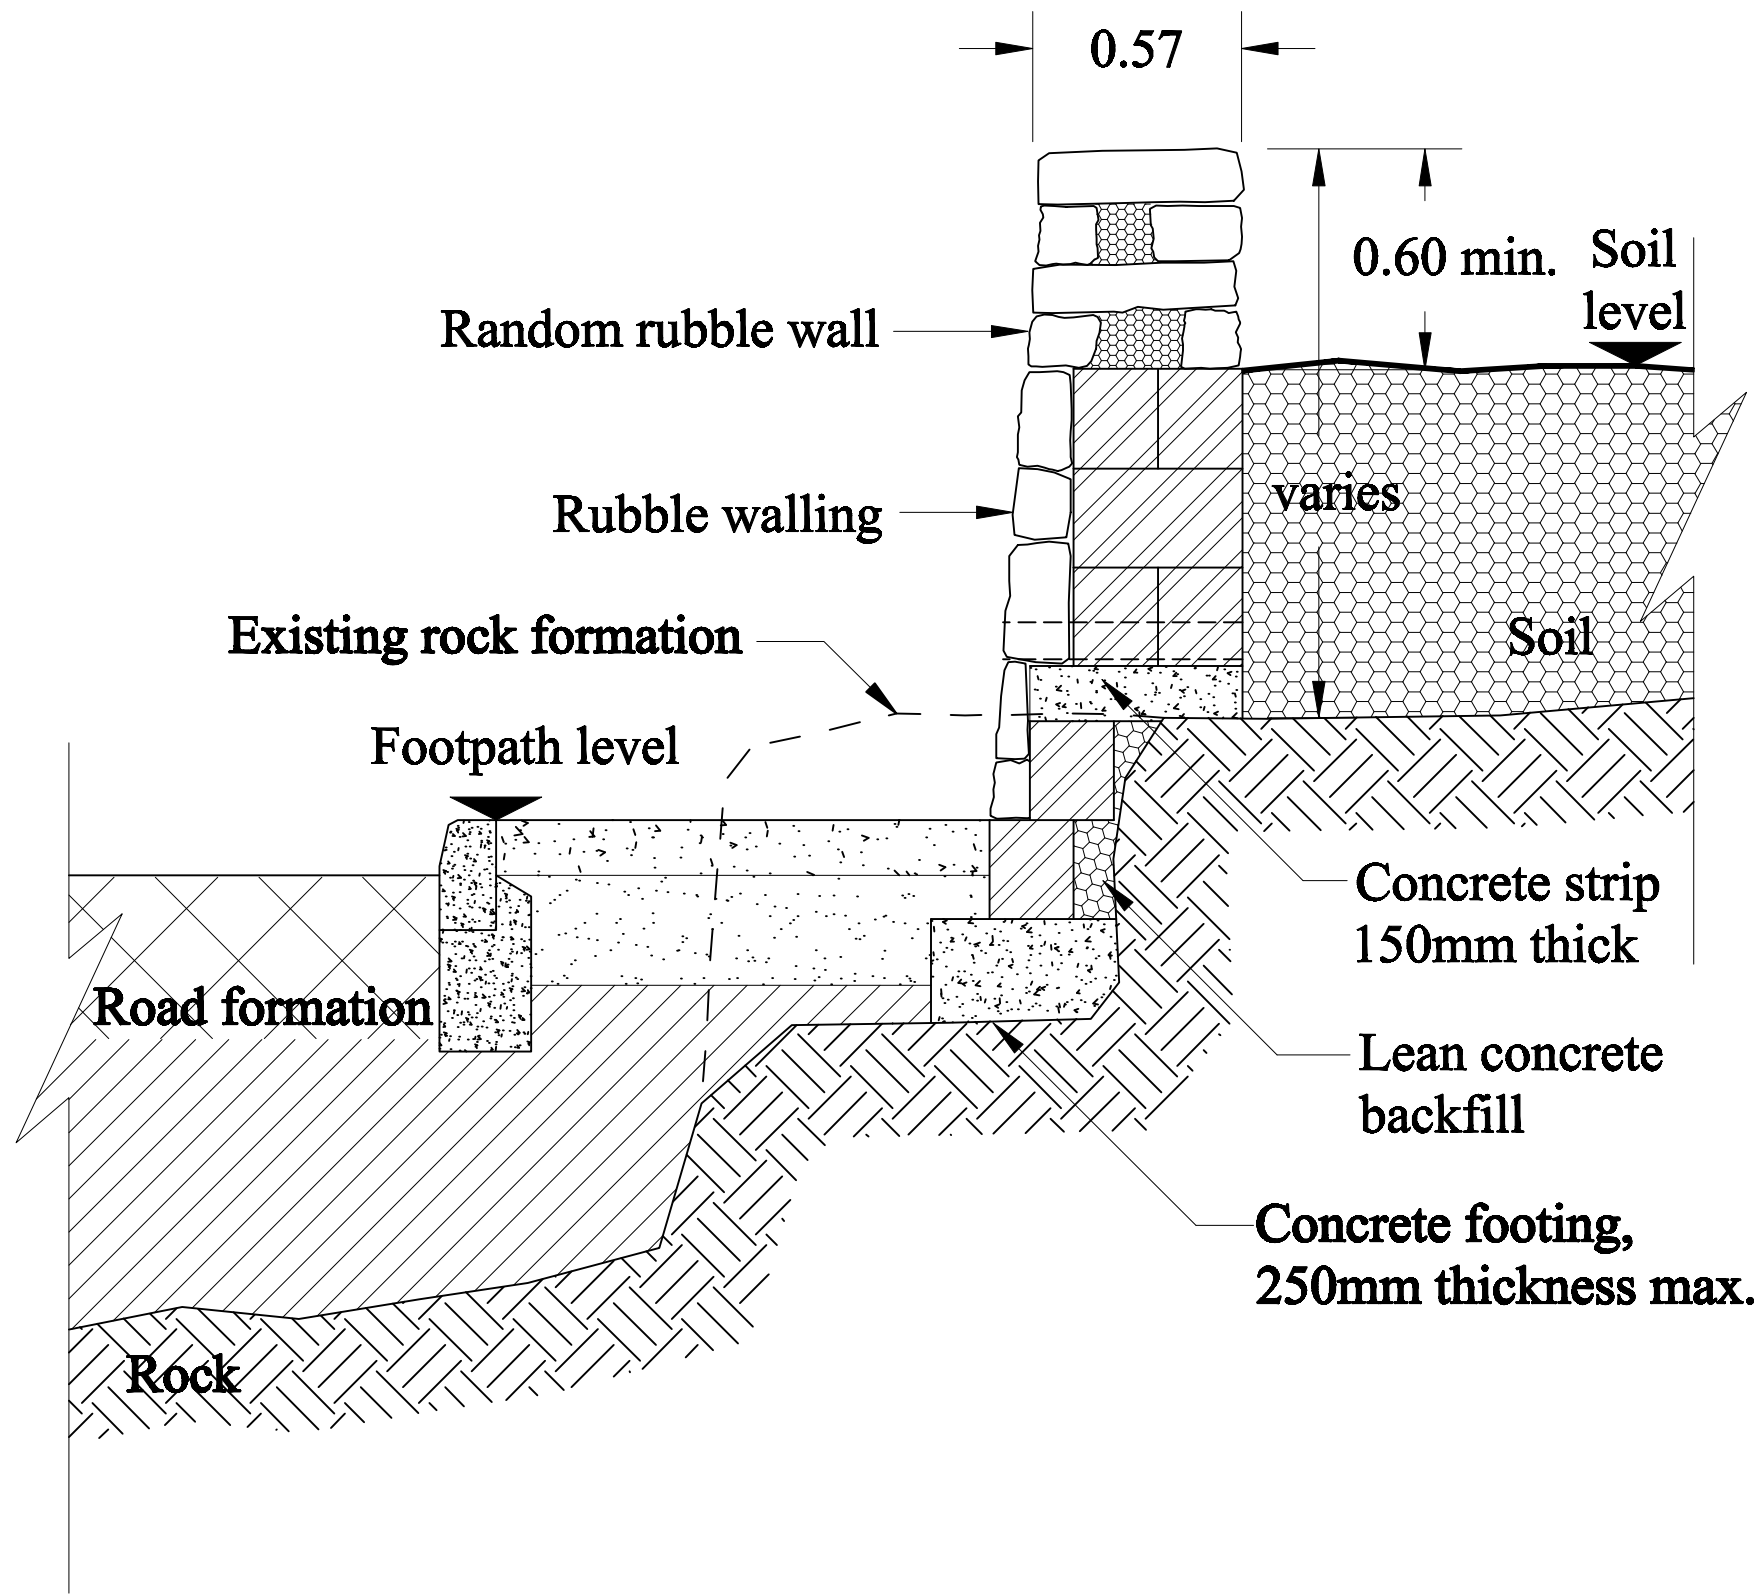 0.57
0.60 min.
Soil
level
Random rubble wall
varies
Rubble walling
Existing rock formation
Soil
Footpath level
Concrete strip
150mm thick
Road formation
Lean concrete
backfill
Concrete footing,
250mm thickness max.
Rock